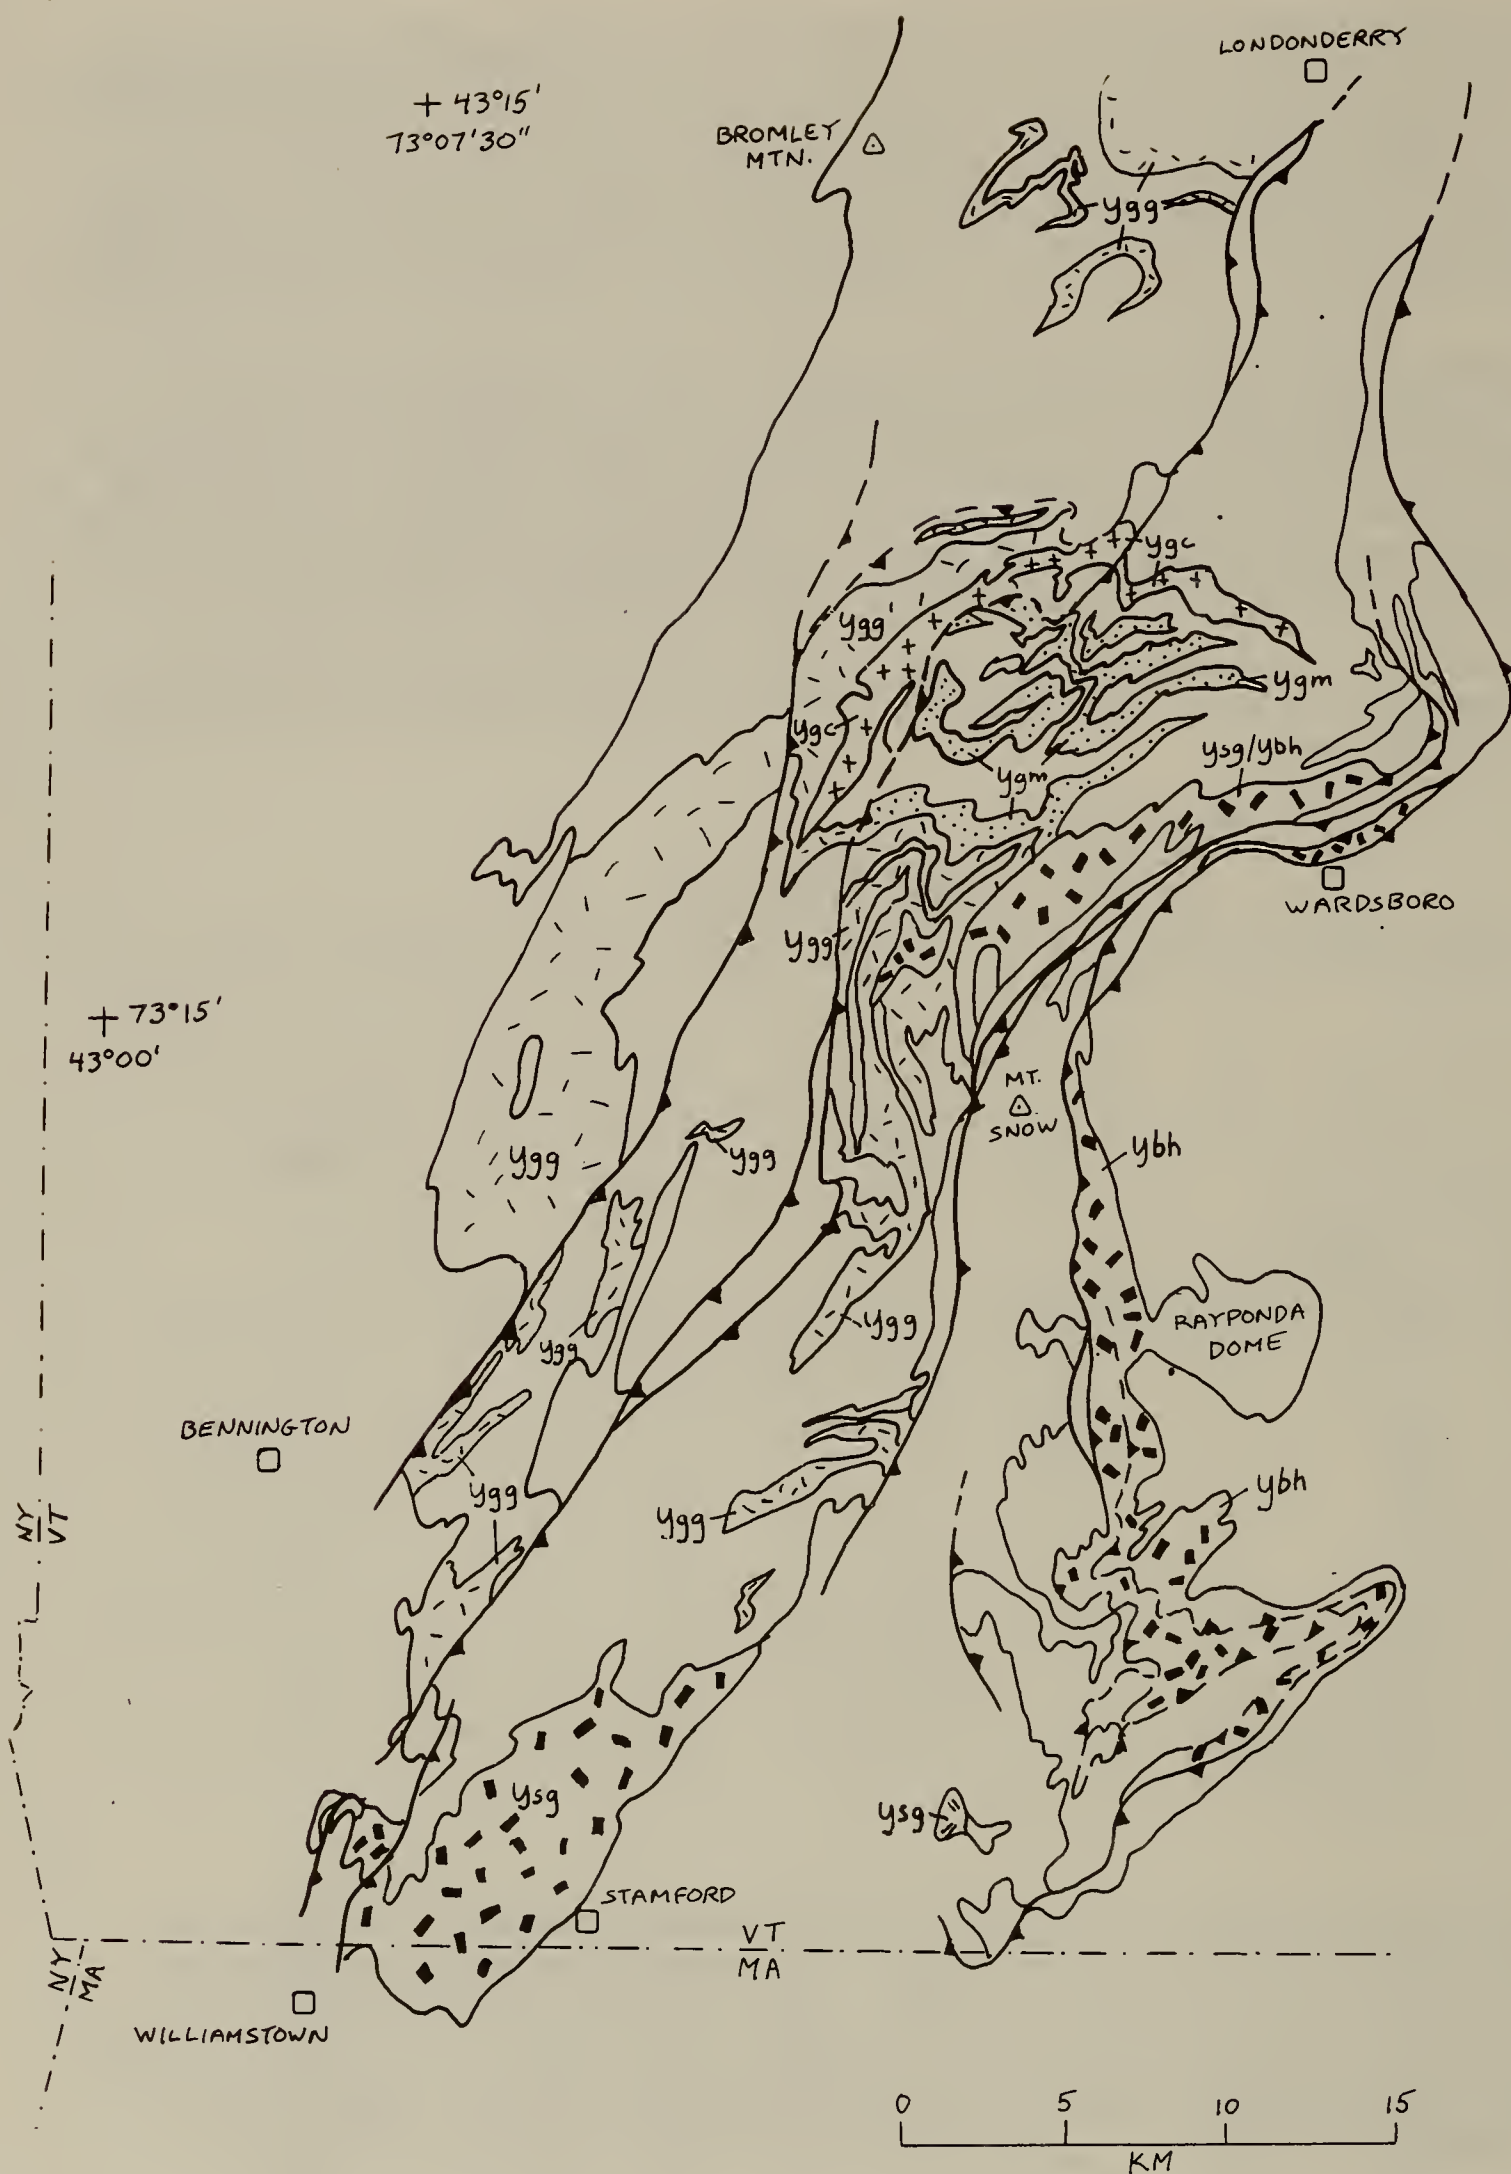 LONDONDERRY
+ 43°15'
73°07'30"
BROMLEY
MTN.
Ygg
Ygc
Ygg
Ygm
Ygc
Ysg/Ybh
Ygm
WARDSBORO
Ygg
+ 73°15'
43°00'
MT.
SNOW
Ygg
Ygg
Ybh
RAYPONDA
DOME
Ygg
Ygg
BENNINGTON
Ygg
Ybh
NY
VT
Ygg
Ysg
Ysg
STAMFORD
VT
MA
NY
MA
WILLIAMSTOWN
0 5 10 15
KM